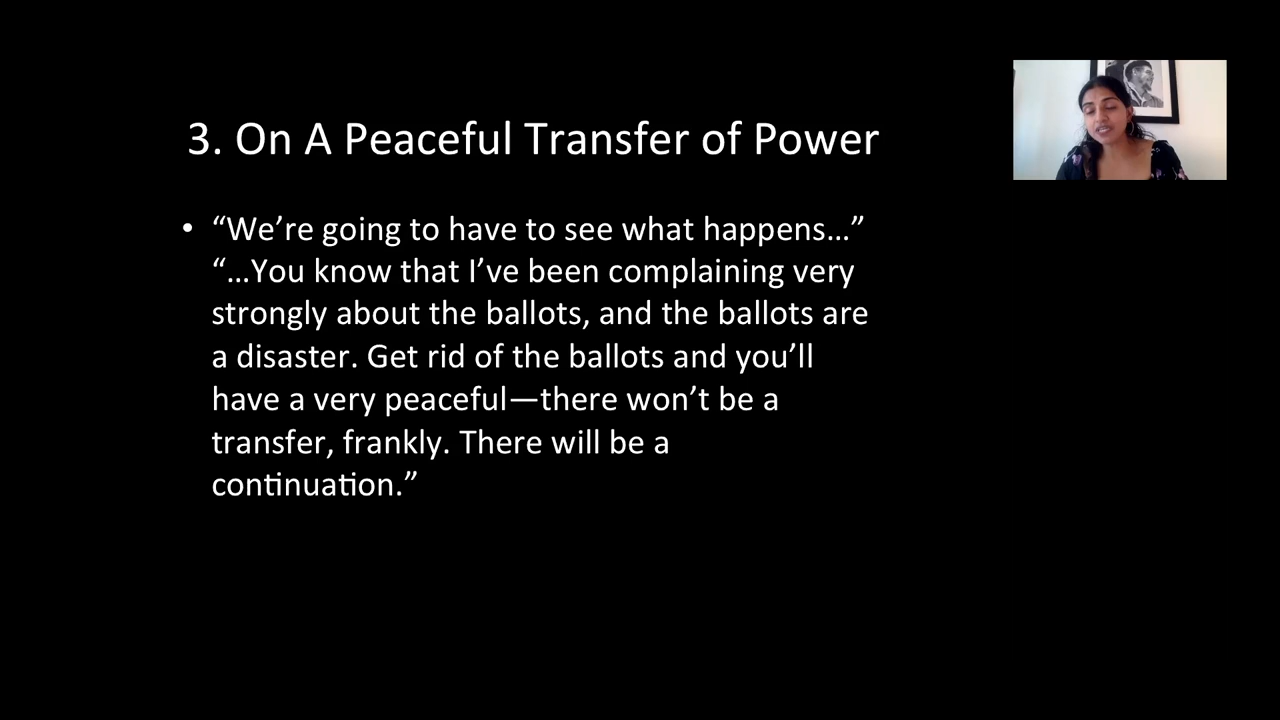 3. On A Peaceful Transfer of Power
• “We’re going to have to see what happens…”
“…You know that I’ve been complaining very
strongly about the ballots, and the ballots are
a disaster. Get rid of the ballots and you’ll
have a very peaceful—there won’t be a
transfer, frankly. There will be a
continuation.”